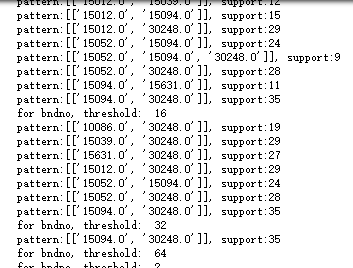 pattern:[['15012.0', '15039.0']], support:12
pattern:[['15012.0', '15094.0']], support:15
pattern:[['15012.0', '30248.0']], support:29
pattern:[['15052.0', '15094.0']], support:24
pattern:[['15052.0', '15094.0', '30248.0']], support:9
pattern:[['15052.0', '30248.0']], support:28
pattern:[['15094.0', '15631.0']], support:11
pattern:[['15094.0', '30248.0']], support:35
for bndno, threshold: 16
pattern:[['10086.0', '30248.0']], support:19
pattern:[['15039.0', '30248.0']], support:29
pattern:[['15631.0', '30248.0']], support:27
pattern:[['15012.0', '30248.0']], support:29
pattern:[['15052.0', '15094.0']], support:24
pattern:[['15052.0', '30248.0']], support:28
pattern:[['15094.0', '30248.0']], support:35
for bndno, threshold: 32
pattern:[['15094.0', '30248.0']], support:35
for bndno, threshold: 64
for bndno, threshold: 2